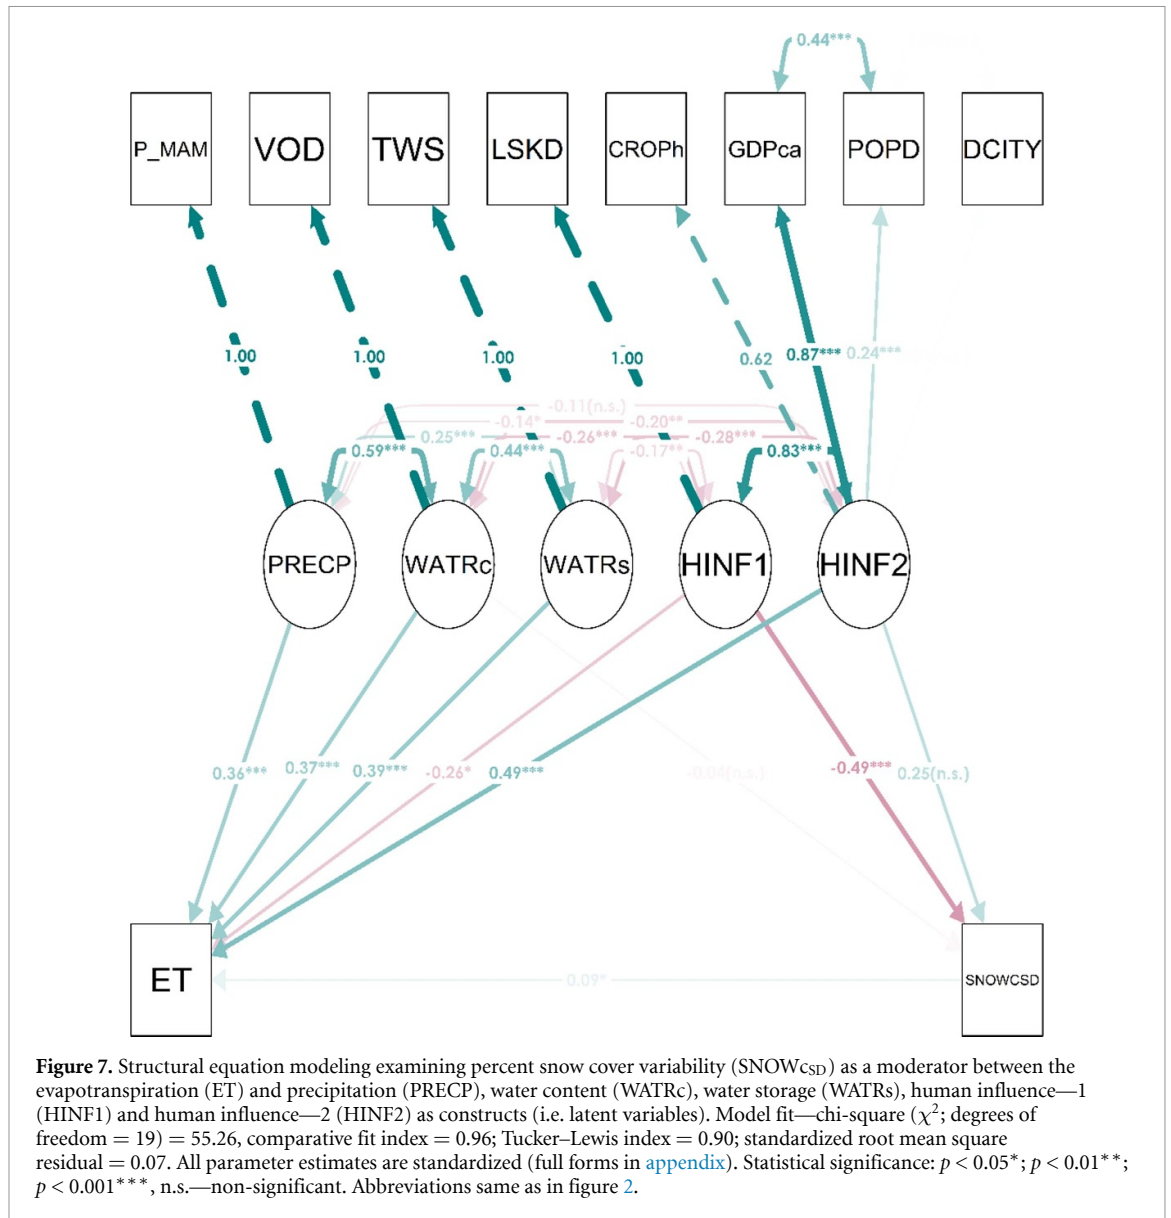 0.44***
P_MAM VOD TWS LSKD CROPh GDPca POPD DCITY
1.00 1.00 1.00 1.00 0.62 0.87*** 0.24***
-0.11(n.s.)
-0.14* -0.20**
0.25*** -0.26*** -0.28***
0.59*** 0.44*** -0.17** 0.83***
PRECP WATRc WATRs HINF1 HINF2
0.36*** 0.37*** 0.39*** -0.26* 0.49*** -0.04(n.s.) -0.49*** 0.25(n.s.)
ET 0.09* SNOWCSD
Figure 7. Structural equation modeling examining percent snow cover variability (SNOWcSD) as a moderator between the
evapotranspiration (ET) and precipitation (PRECP), water content (WATRc), water storage (WATRs), human influence—1
(HINF1) and human influence—2 (HINF2) as constructs (i.e. latent variables). Model fit—chi-square (χ²; degrees of
freedom = 19) = 55.26, comparative fit index = 0.96; Tucker–Lewis index = 0.90; standardized root mean square
residual = 0.07. All parameter estimates are standardized (full forms in appendix). Statistical significance: p < 0.05*; p < 0.01**;
p < 0.001***, n.s.—non-significant. Abbreviations same as in figure 2.